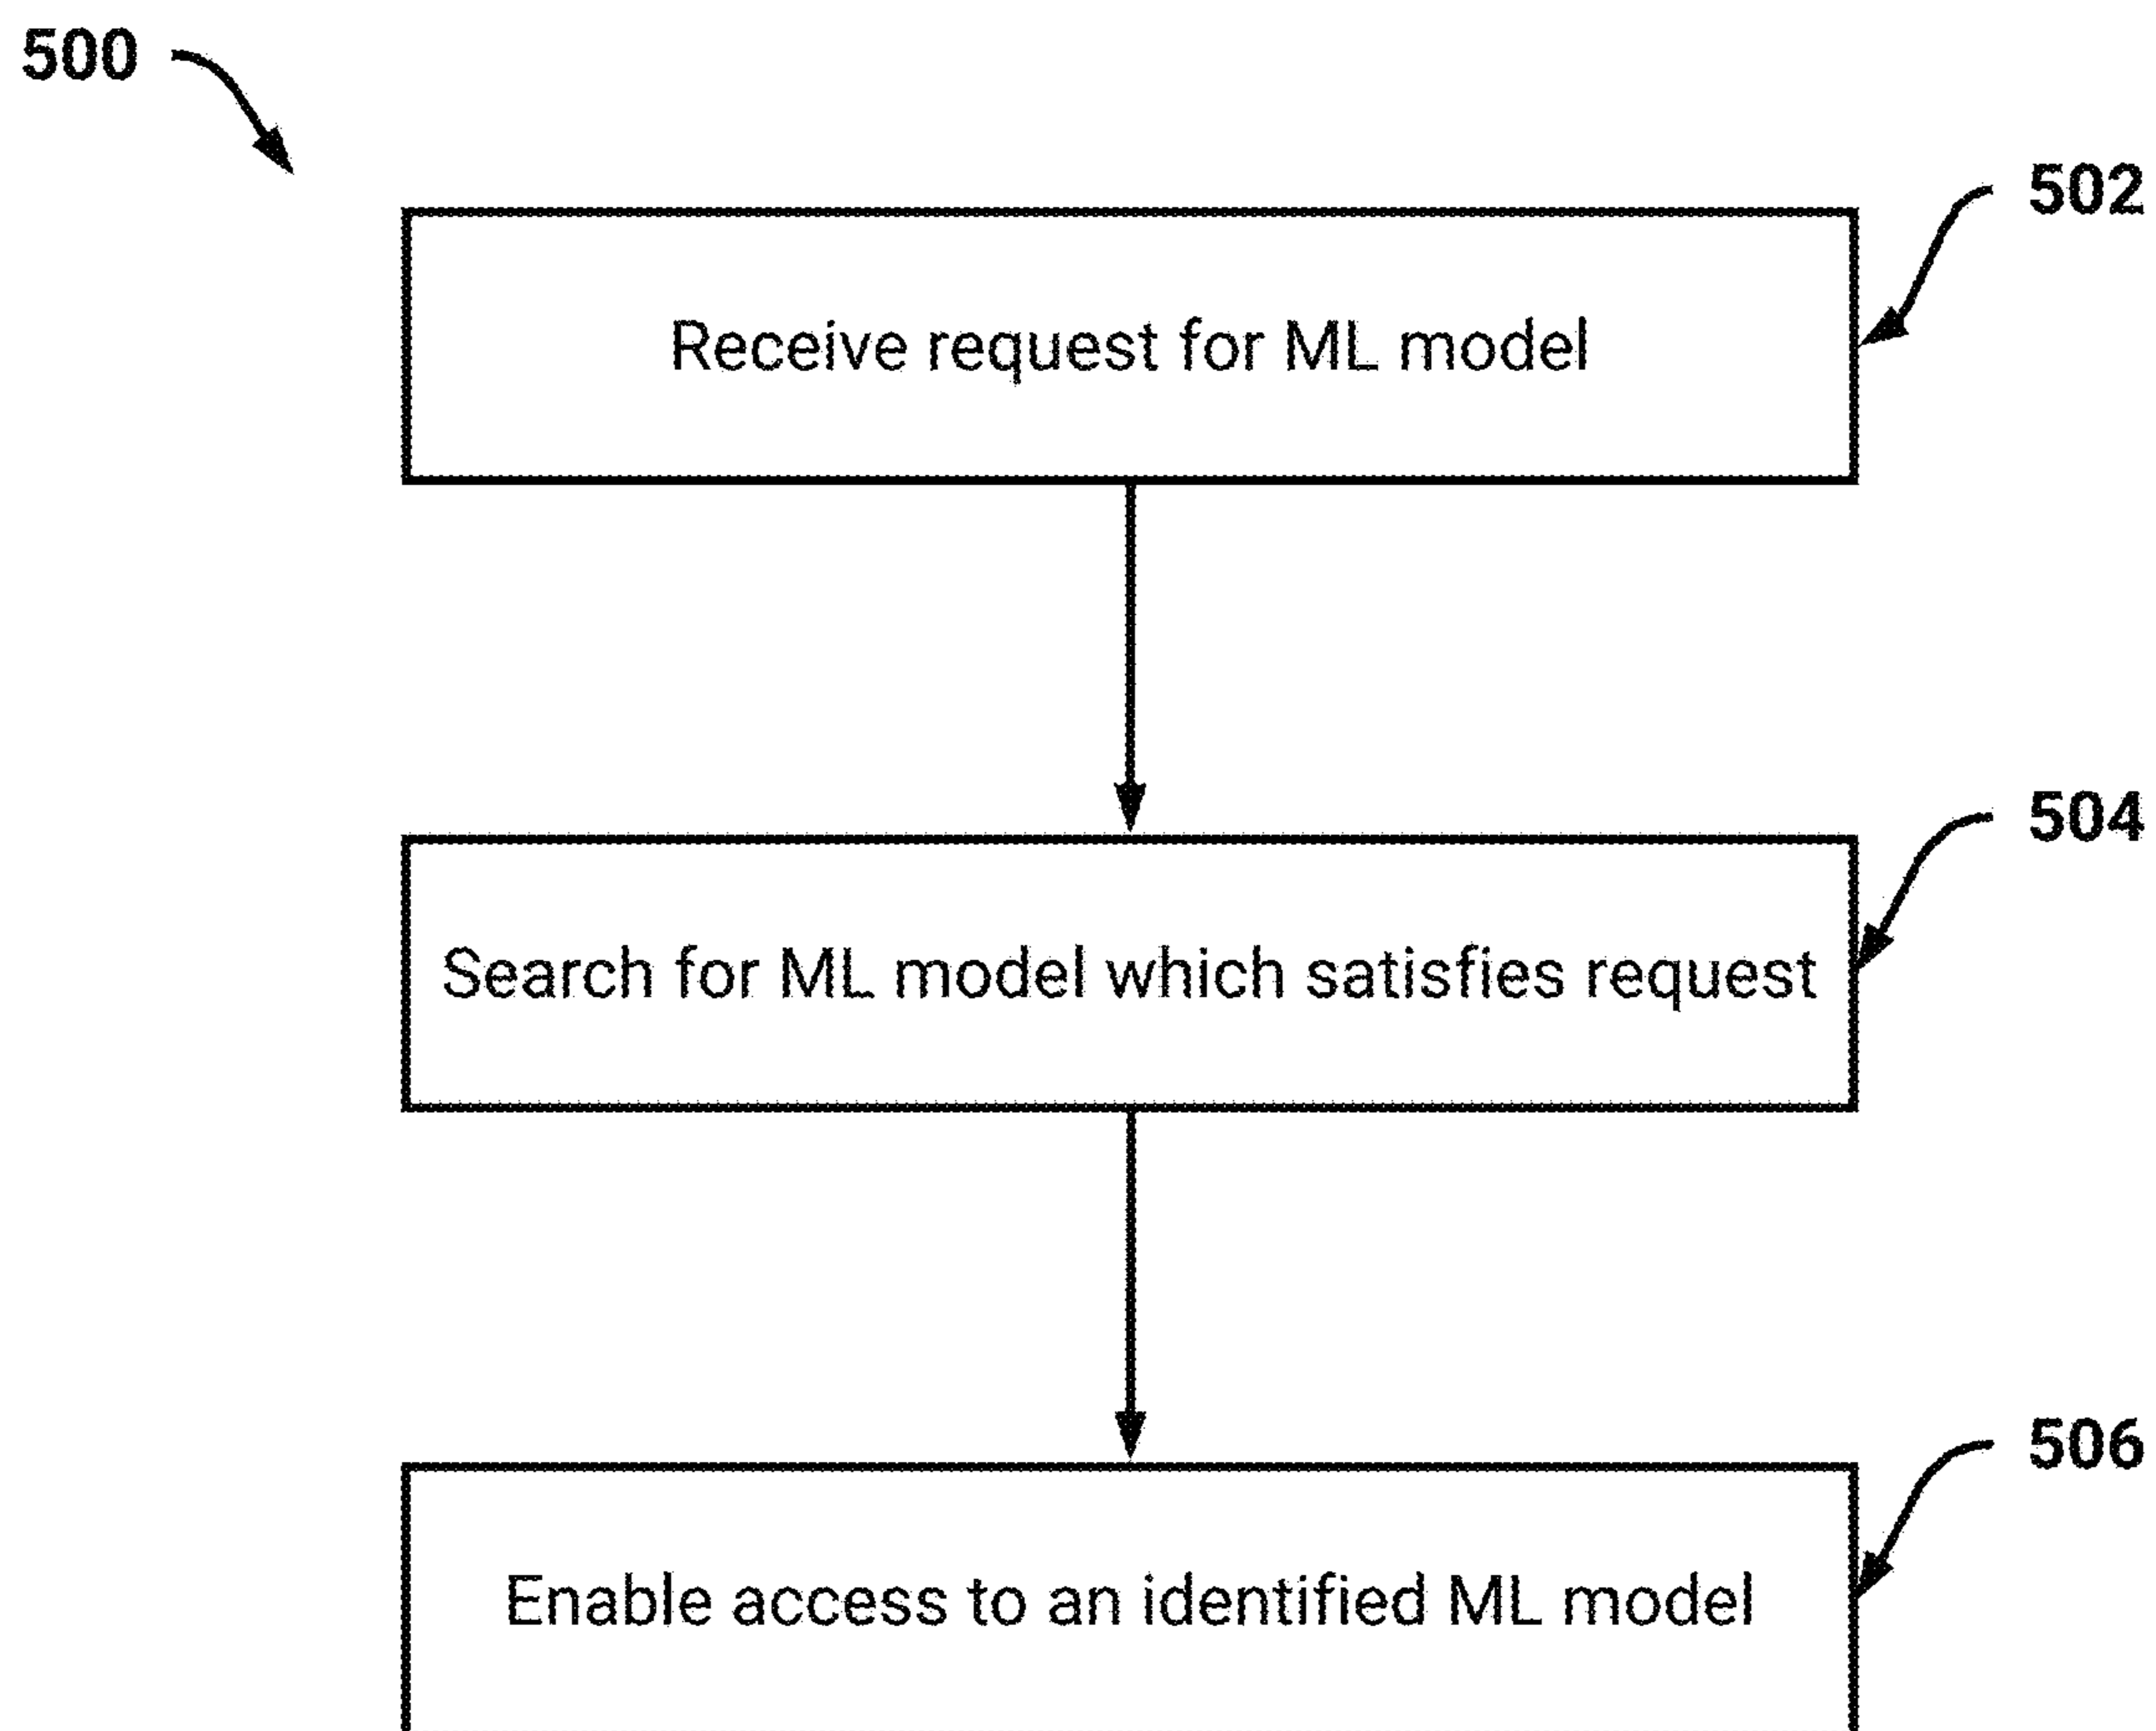 500
502
Receive request for ML model
504
Search for ML model which satisfies request
506
Enable access to an identified ML model